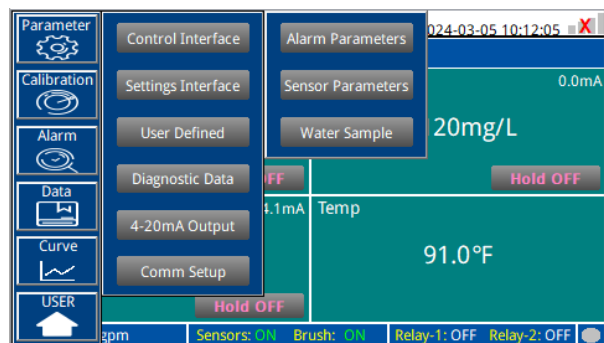 Parameter
Calibration
Alarm
Data
Curve
USER
Control Interface
Settings Interface
User Defined
Diagnostic Data
4-20mA Output
Comm Setup
Alarm Parameters
Sensor Parameters
Water Sample
024-03-05 10:12:05
X
0.0mA
20mg/L
FF
Hold OFF
4.1mA
Temp
91.0°F
Hold OFF
gpm
Sensors: ON Brush: ON
Relay-1: OFF Relay-2: OFF